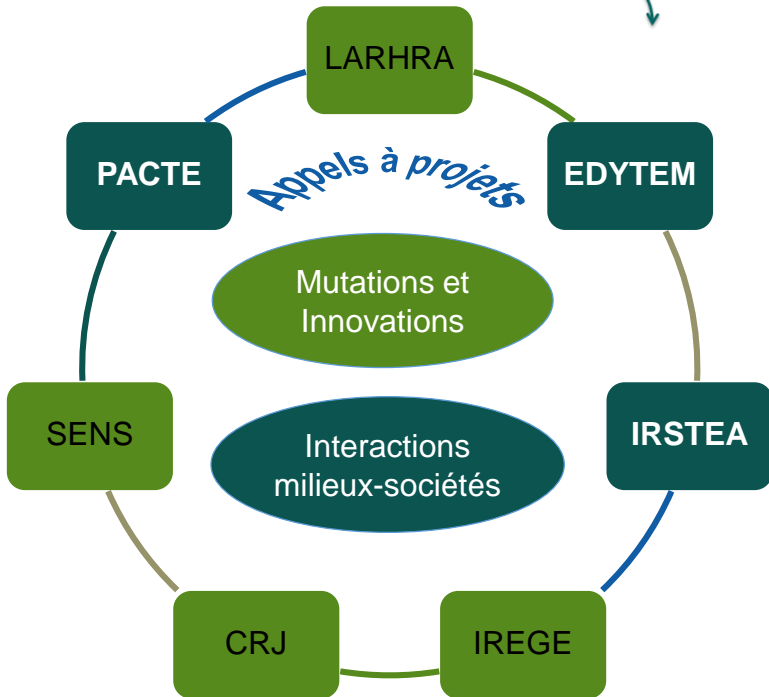 LARHRA
PACTE
EDYTEM
Appels à projets
Mutations et
Innovations
SENS
IRSTEA
Interactions
milieux-sociétés
CRJ
IREGE